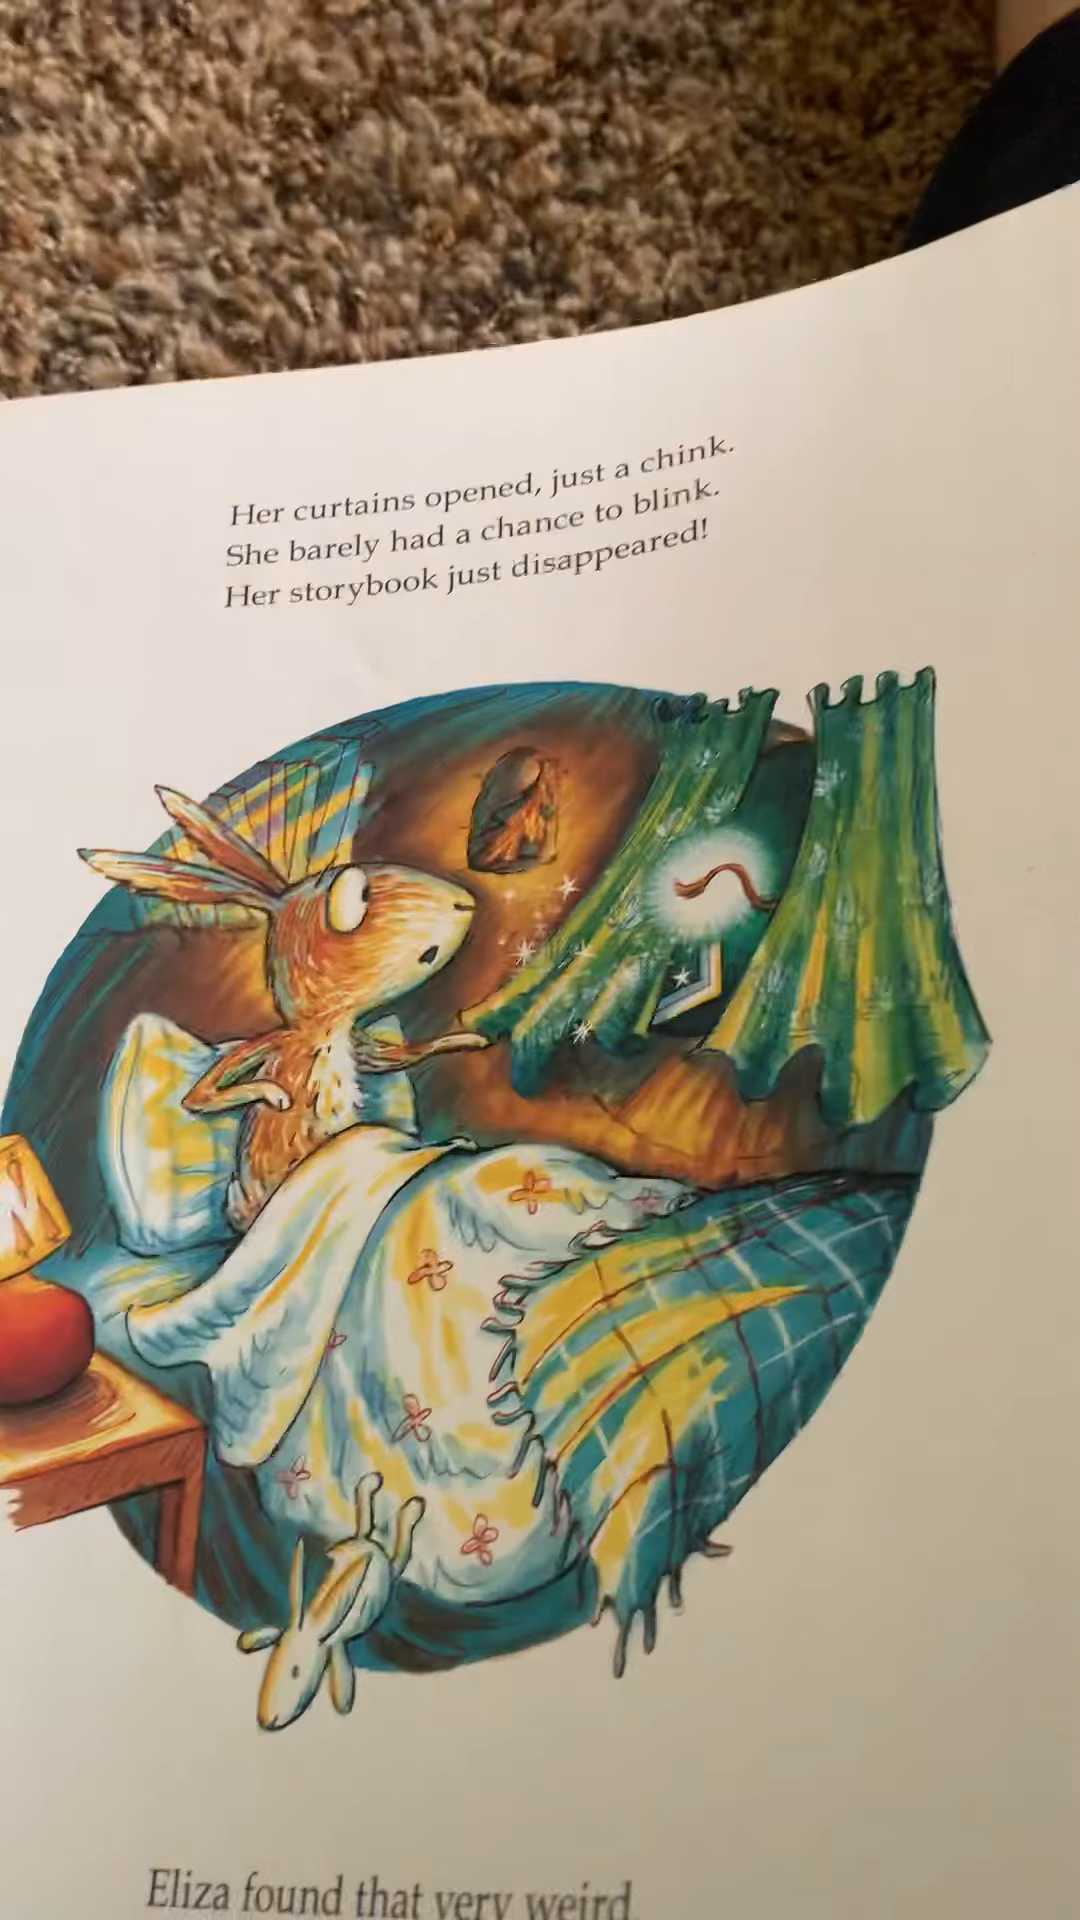 Her curtains opened, just a chink.
She barely had a chance to blink.
Her storybook just disappeared!
Eliza found that very weird